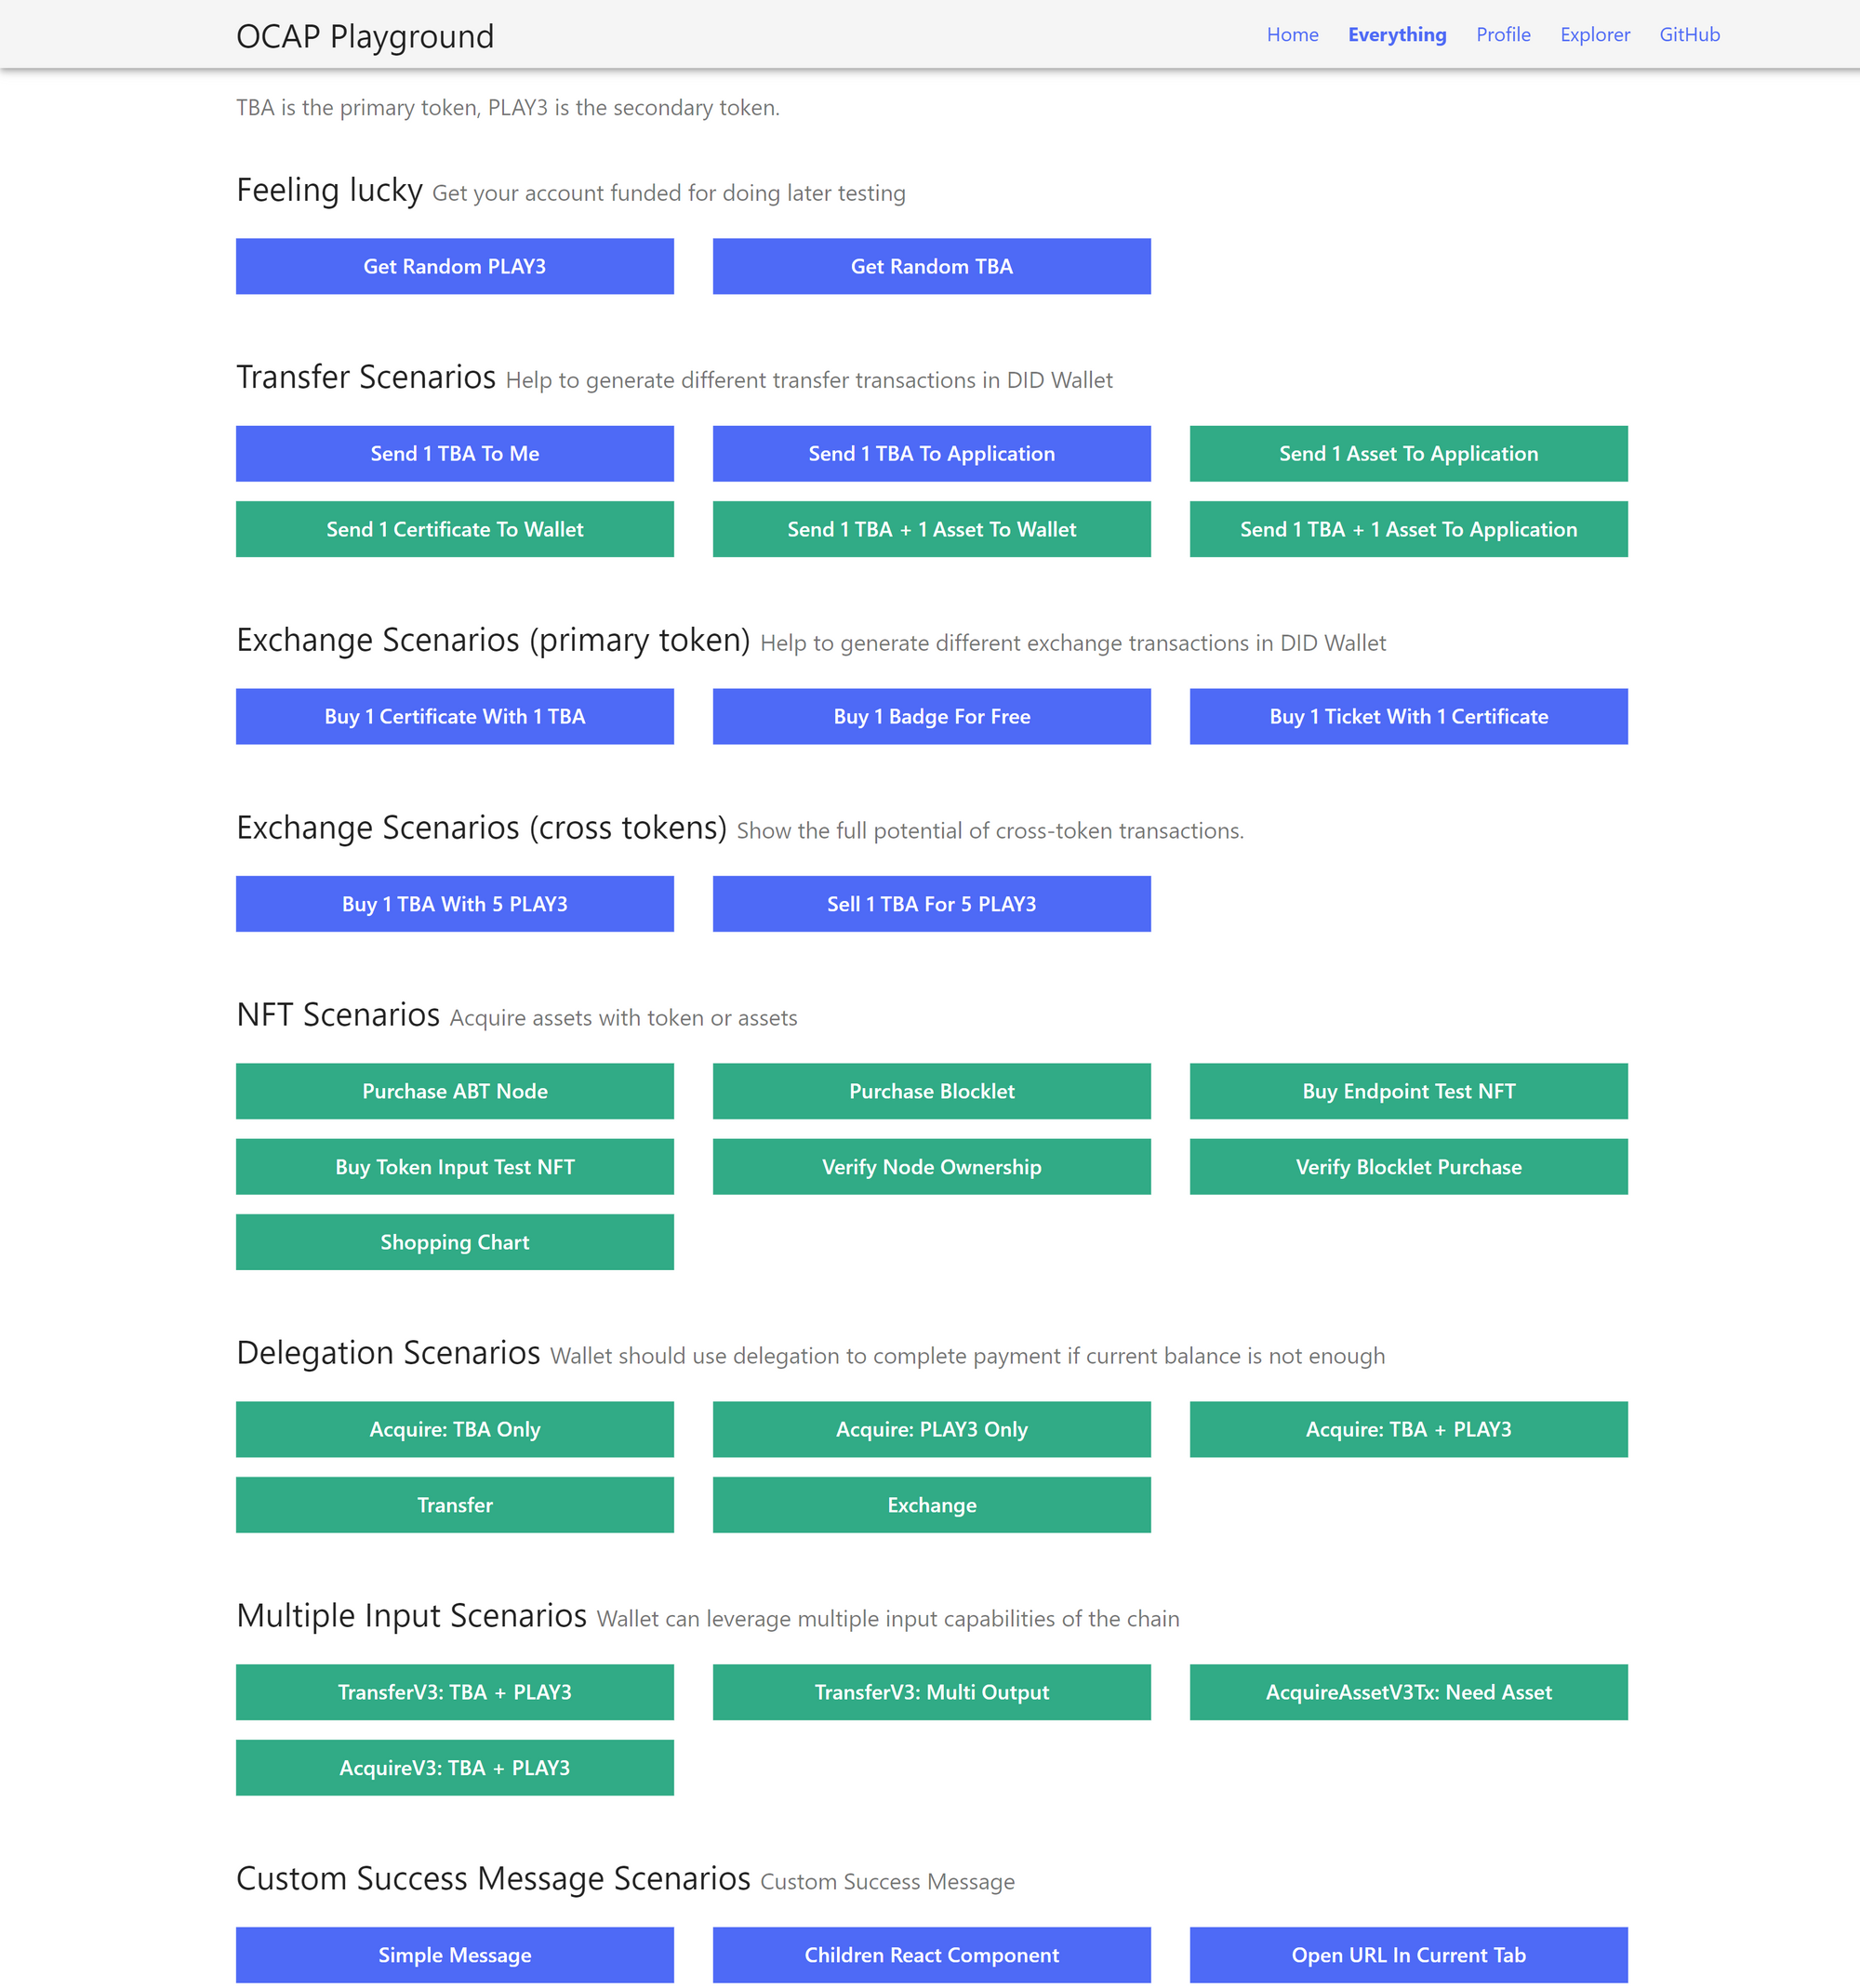 OCAP Playground
Home Everything Profile Explorer GitHub
TBA is the primary token, PLAY3 is the secondary token.
Feeling lucky Get your account funded for doing later testing
Get Random PLAY3 Get Random TBA
Transfer Scenarios Help to generate different transfer transactions in DID Wallet
Send 1 TBA To Me Send 1 TBA To Application Send 1 Asset To Application
Send 1 Certificate To Wallet Send 1 TBA + 1 Asset To Wallet Send 1 TBA + 1 Asset To Application
Exchange Scenarios (primary token) Help to generate different exchange transactions in DID Wallet
Buy 1 Certificate With 1 TBA Buy 1 Badge For Free Buy 1 Ticket With 1 Certificate
Exchange Scenarios (cross tokens) Show the full potential of cross-token transactions.
Buy 1 TBA With 5 PLAY3 Sell 1 TBA For 5 PLAY3
NFT Scenarios Acquire assets with token or assets
Purchase ABT Node Purchase Blocklet Buy Endpoint Test NFT
Buy Token Input Test NFT Verify Node Ownership Verify Blocklet Purchase
Shopping Chart
Delegation Scenarios Wallet should use delegation to complete payment if current balance is not enough
Acquire: TBA Only Acquire: PLAY3 Only Acquire: TBA + PLAY3
Transfer Exchange
Multiple Input Scenarios Wallet can leverage multiple input capabilities of the chain
TransferV3: TBA + PLAY3 TransferV3: Multi Output AcquireAssetV3Tx: Need Asset
AcquireV3: TBA + PLAY3
Custom Success Message Scenarios Custom Success Message
Simple Message Children React Component Open URL In Current Tab